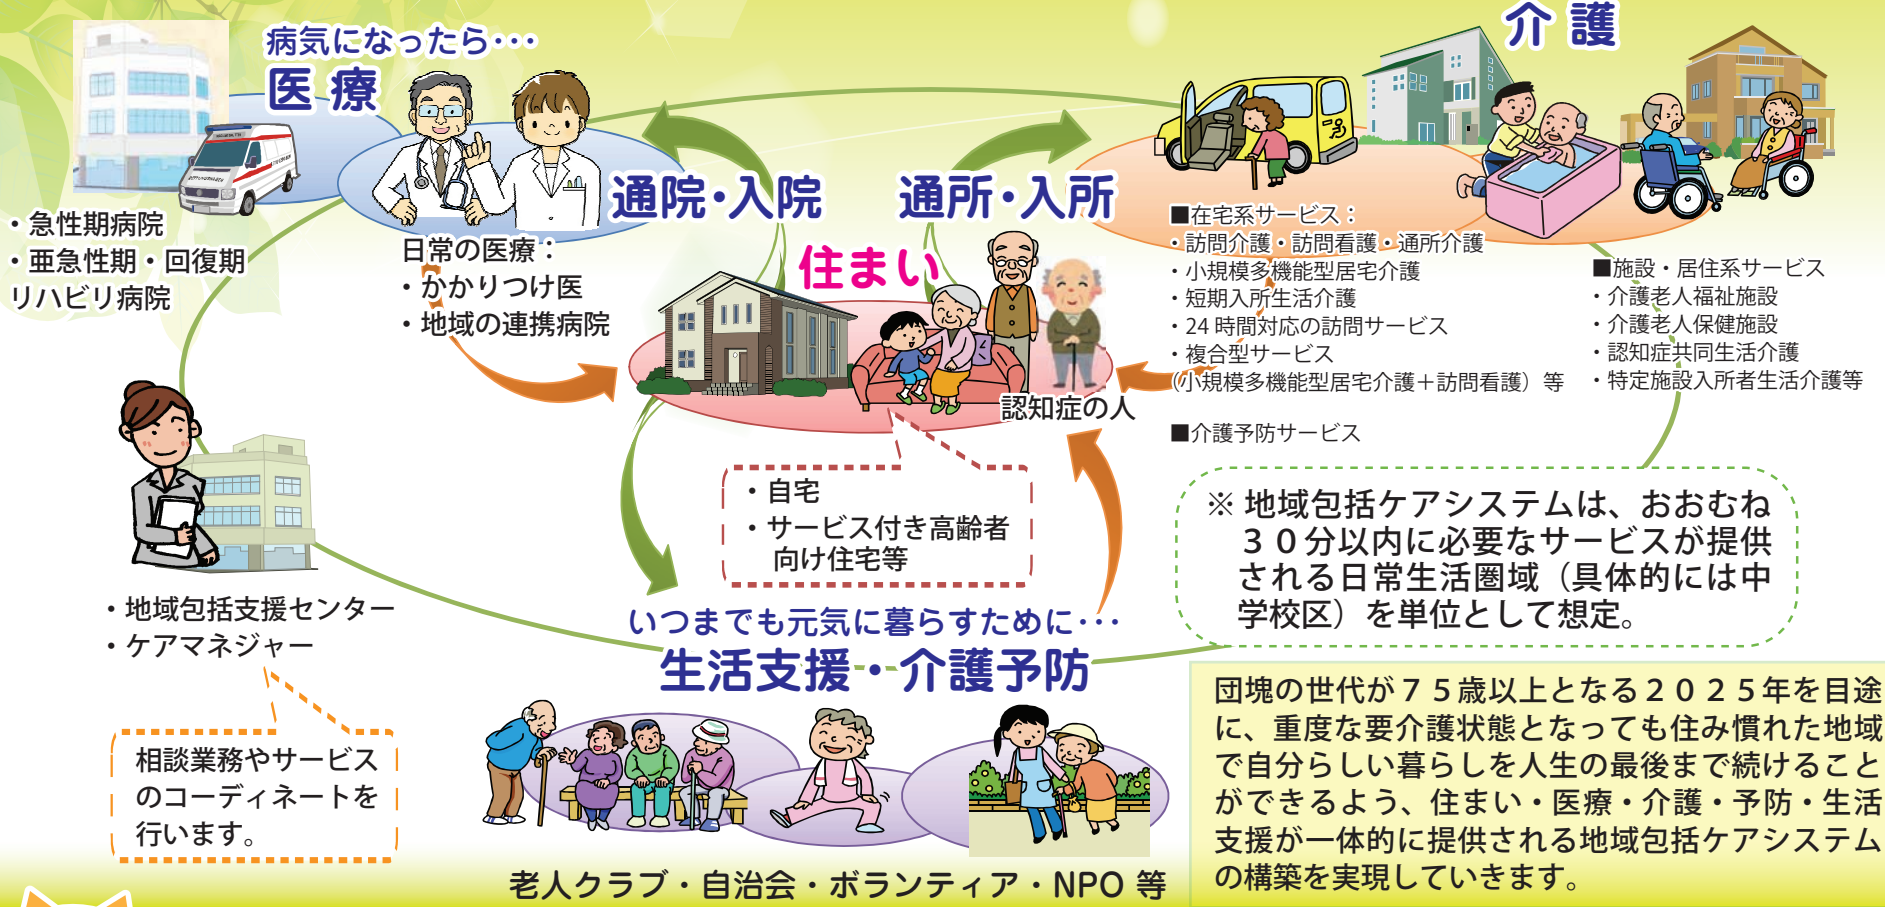 病気になったら･･･
医療
・急性期病院
・亜急性期・回復期
リハビリ病院
日常の医療：
・かかりつけ医
・地域の連携病院
通院･入院
通所･入所
介護
■在宅系サービス：
・訪問介護・訪問看護・通所介護
・小規模多機能型居宅介護
・短期入所生活介護
・24 時間対応の訪問サービス
・複合型サービス
（小規模多機能型居宅介護＋訪問看護）等
■介護予防サービス
■施設・居住系サービス
・介護老人福祉施設
・介護老人保健施設
・認知症共同生活介護
・特定施設入所者生活介護等
住まい
認知症の人
・自宅
・サービス付き高齢者
向け住宅等
・地域包括支援センター
・ケアマネジャー
相談業務やサービス
のコーディネートを
行います。
いつまでも元気に暮らすために･･･
生活支援・介護予防
老人クラブ・自治会・ボランティア・NPO 等
※ 地域包括ケアシステムは、おおむね
３０分以内に必要なサービスが提供
される日常生活圏域（具体的には中
学校区）を単位として想定。
団塊の世代が７５歳以上となる２０２５年を目途
に、重度な要介護状態となっても住み慣れた地域
で自分らしい暮らしを人生の最後まで続けること
ができるよう、住まい・医療・介護・予防・生活
支援が一体的に提供される地域包括ケアシステム
の構築を実現していきます。